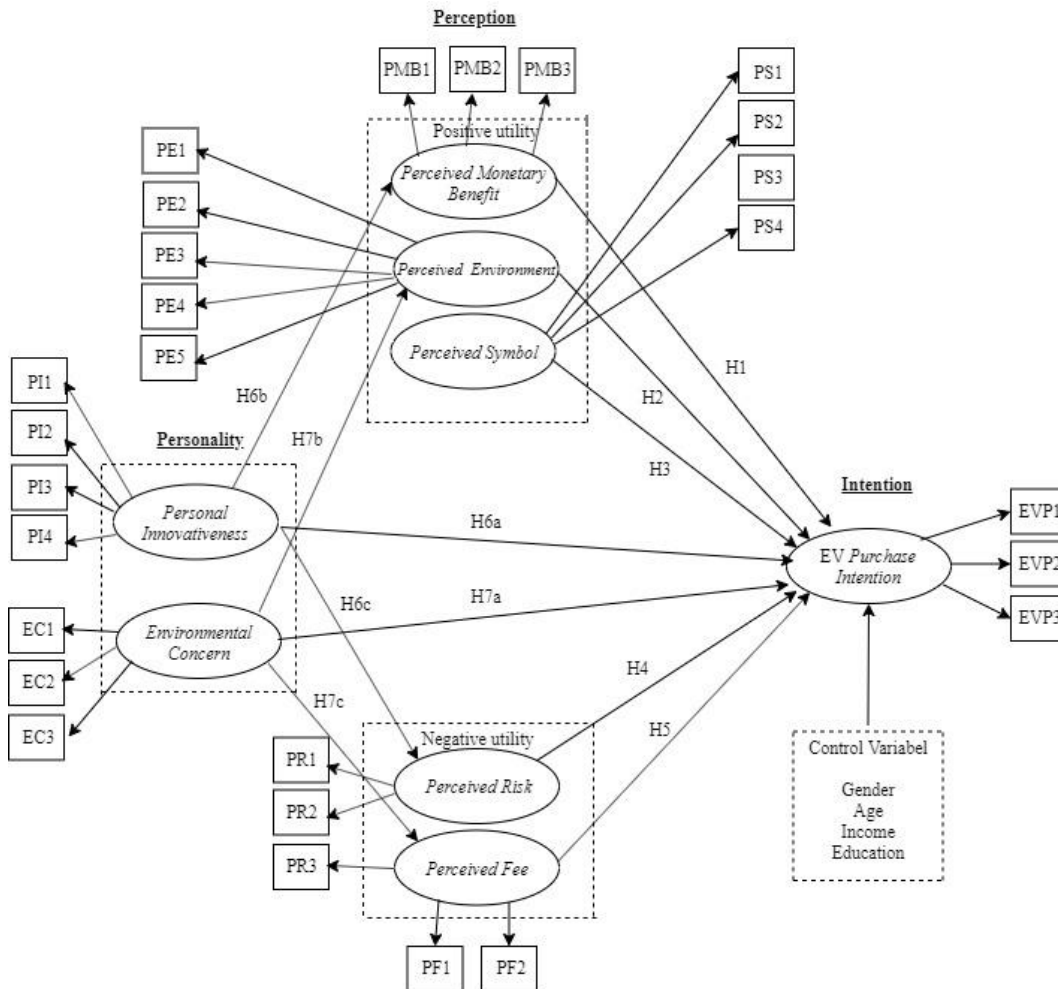 Perception
PMB1
PMB2
PMB3
PS1
PS2
PS3
PS4
Positive utility
Perceived Monetary
Benefit
Perceived Environment
Perceived Symbol
PE1
PE2
PE3
PE4
PE5
H1
H2
H3
H6b
H7b
PI1
PI2
PI3
PI4
Personality
Personal
Innovativeness
Environmental
Concern
EC1
EC2
EC3
H6a
H6c
H7a
H7c
H4
H5
Intention
EV Purchase
Intention
EVP1
EVP2
EVP3
Negative utility
Perceived Risk
Perceived Fee
PR1
PR2
PR3
PF1
PF2
Control Variabel
Gender
Age
Income
Education